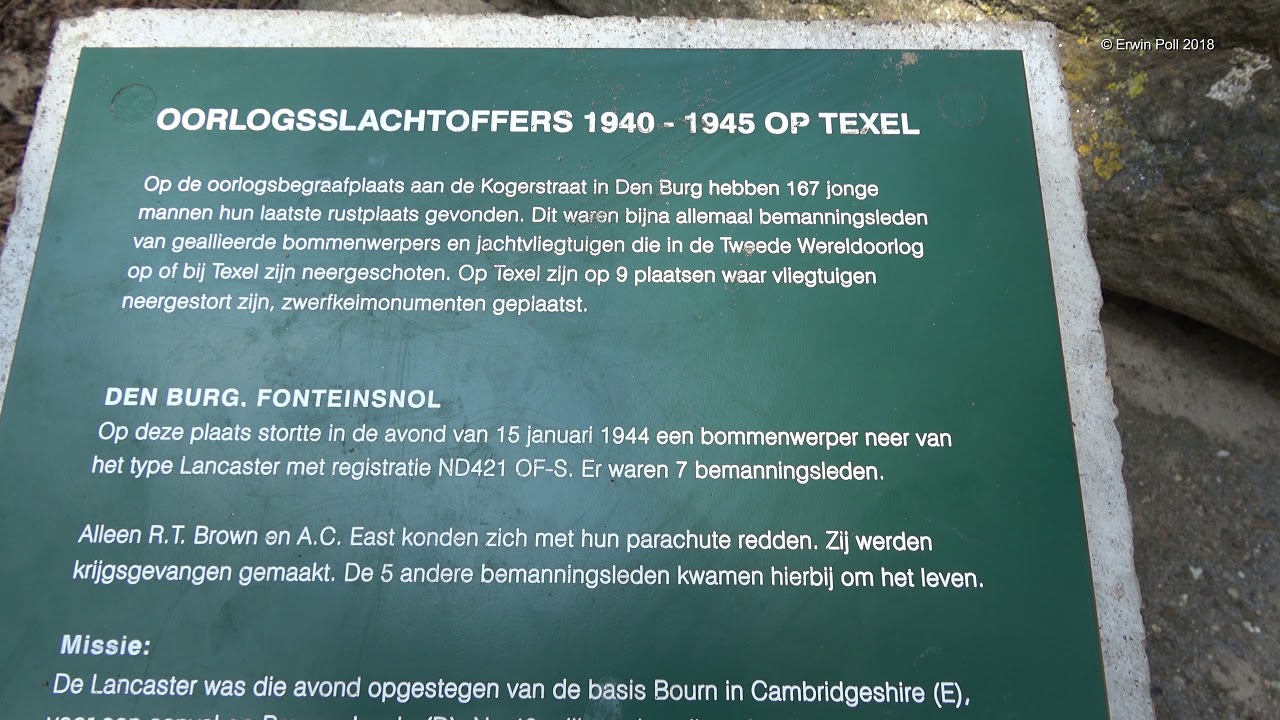 © Erwin Poll 2018
OORLOGSSLACHTOFFERS 1940 - 1945 OP TEXEL
Op de oorlogsbegraafplaats aan de Kogerstraat in Den Burg hebben 167 jonge
mannen hun laatste rustplaats gevonden. Dit waren bijna allemaal bemanningsleden
van geallieerde bommenwerpers en jachtvliegtuigen die in de Tweede Wereldoorlog
op of bij Texel zijn neergeschoten. Op Texel zijn op 9 plaatsen waar vliegtuigen
neergestort zijn, zwerfkeimonumenten geplaatst.
DEN BURG, FONTEINSNOL
Op deze plaats stortte in de avond van 15 januari 1944 een bommenwerper neer van
het type Lancaster met registratie ND421 OF-S. Er waren 7 bemanningsleden.
Alleen R.T. Brown en A.C. East konden zich met hun parachute redden. Zij werden
krijgsgevangen gemaakt. De 5 andere bemanningsleden kwamen hierbij om het leven.
Missie:
De Lancaster was die avond opgestegen van de basis Bourn in Cambridgeshire (E),
voor een aanval op